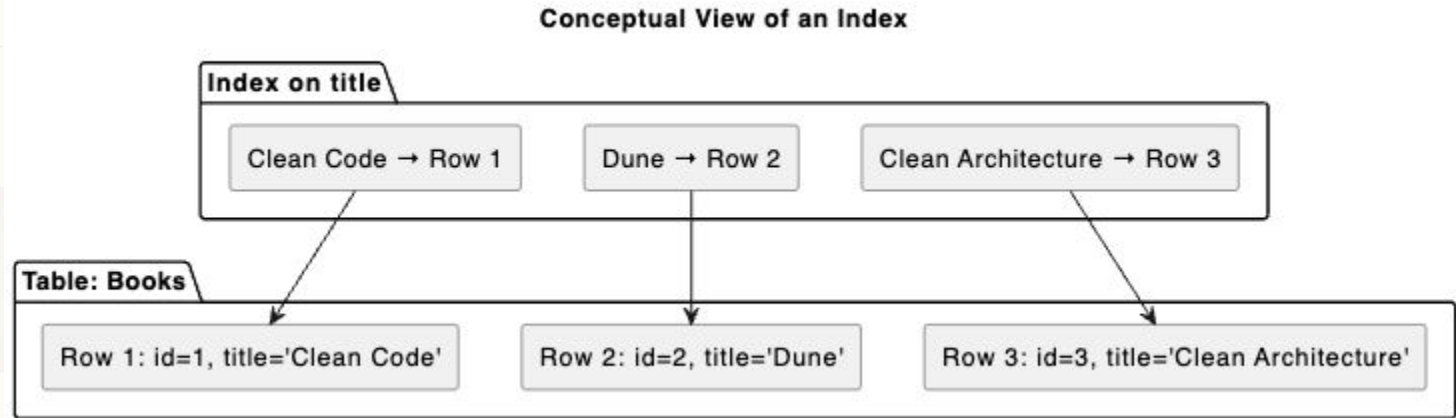 Conceptual View of an Index
Index on title
Clean Code → Row 1
Dune → Row 2
Clean Architecture → Row 3
Table: Books
Row 1: id=1, title='Clean Code'
Row 2: id=2, title='Dune'
Row 3: id=3, title='Clean Architecture'